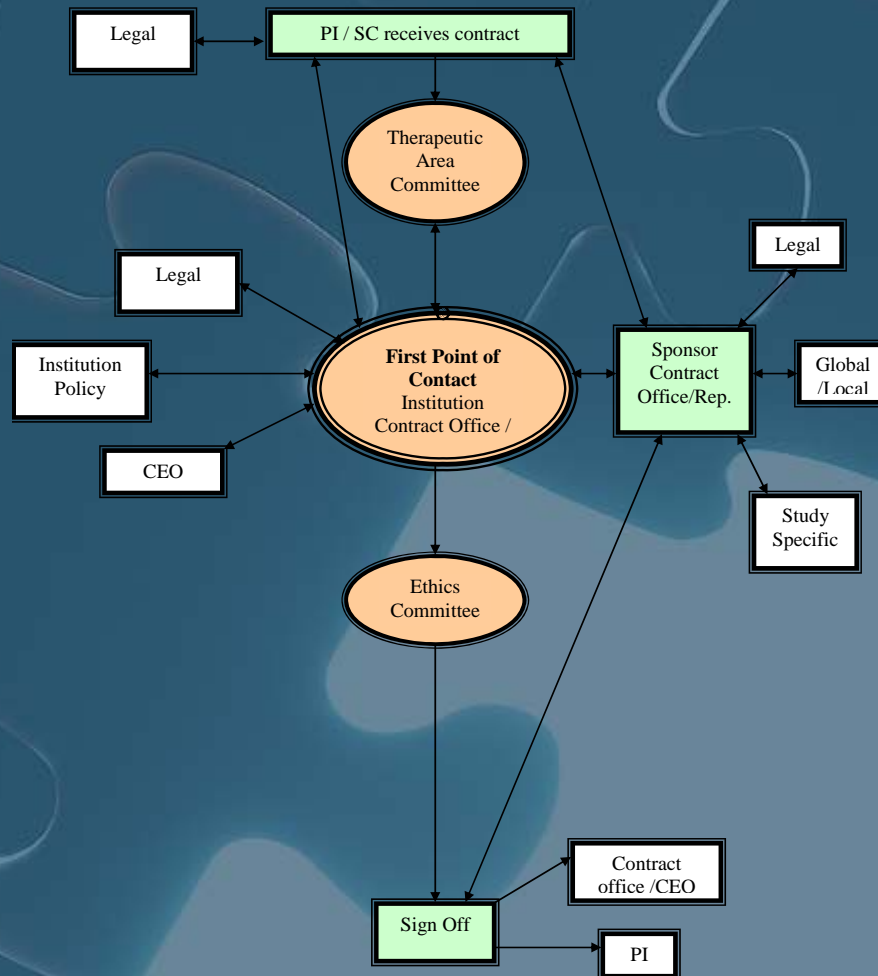 Legal
PI / SC receives contract
Therapeutic
Area
Committee
Legal
Legal
Institution
Policy
First Point of
Contact
Institution
Contract Office /
Sponsor
Contract
Office/Rep.
Global
/Local
CEO
Study
Specific
Ethics
Committee
Contract
office /CEO
Sign Off
PI